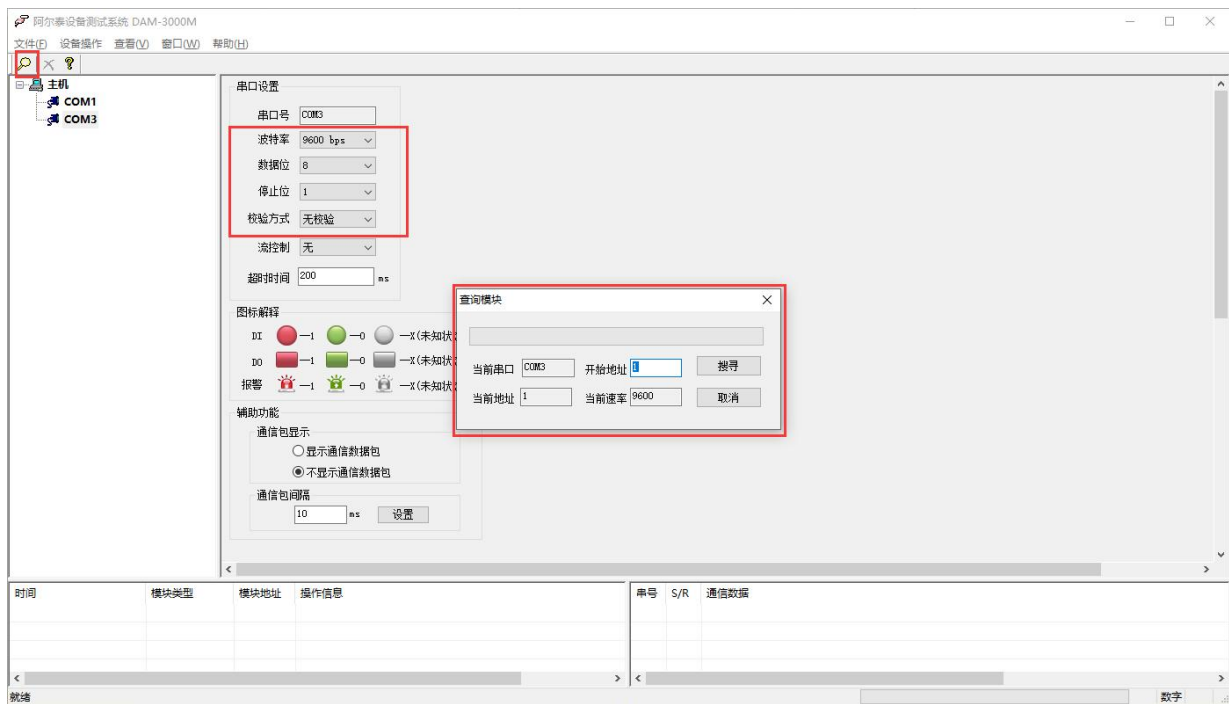 阿尔泰设备测试系统 DAM-3000M
文件(F) 设备操作 查看(V) 窗口(W) 帮助(H)
主机
COM1
COM3
串口设置
串口号 COM3
波特率 9600 bps
数据位 8
停止位 1
校验方式 无校验
流控制 无
超时时间 200 ms
图标解释
DI —1 —0 —X(未知状
DO —1 —0 —X(未知状
报警 —1 —0 —X(未知状
辅助功能
通信包显示
显示通信数据包
不显示通信数据包
通信包间隔
10 ms 设置
查询模块
当前串口 COM3 开始地址 1 搜寻
当前地址 1 当前速率 9600 取消
时间 模块类型 模块地址 操作信息
串号 S/R 通信数据
就绪 数字